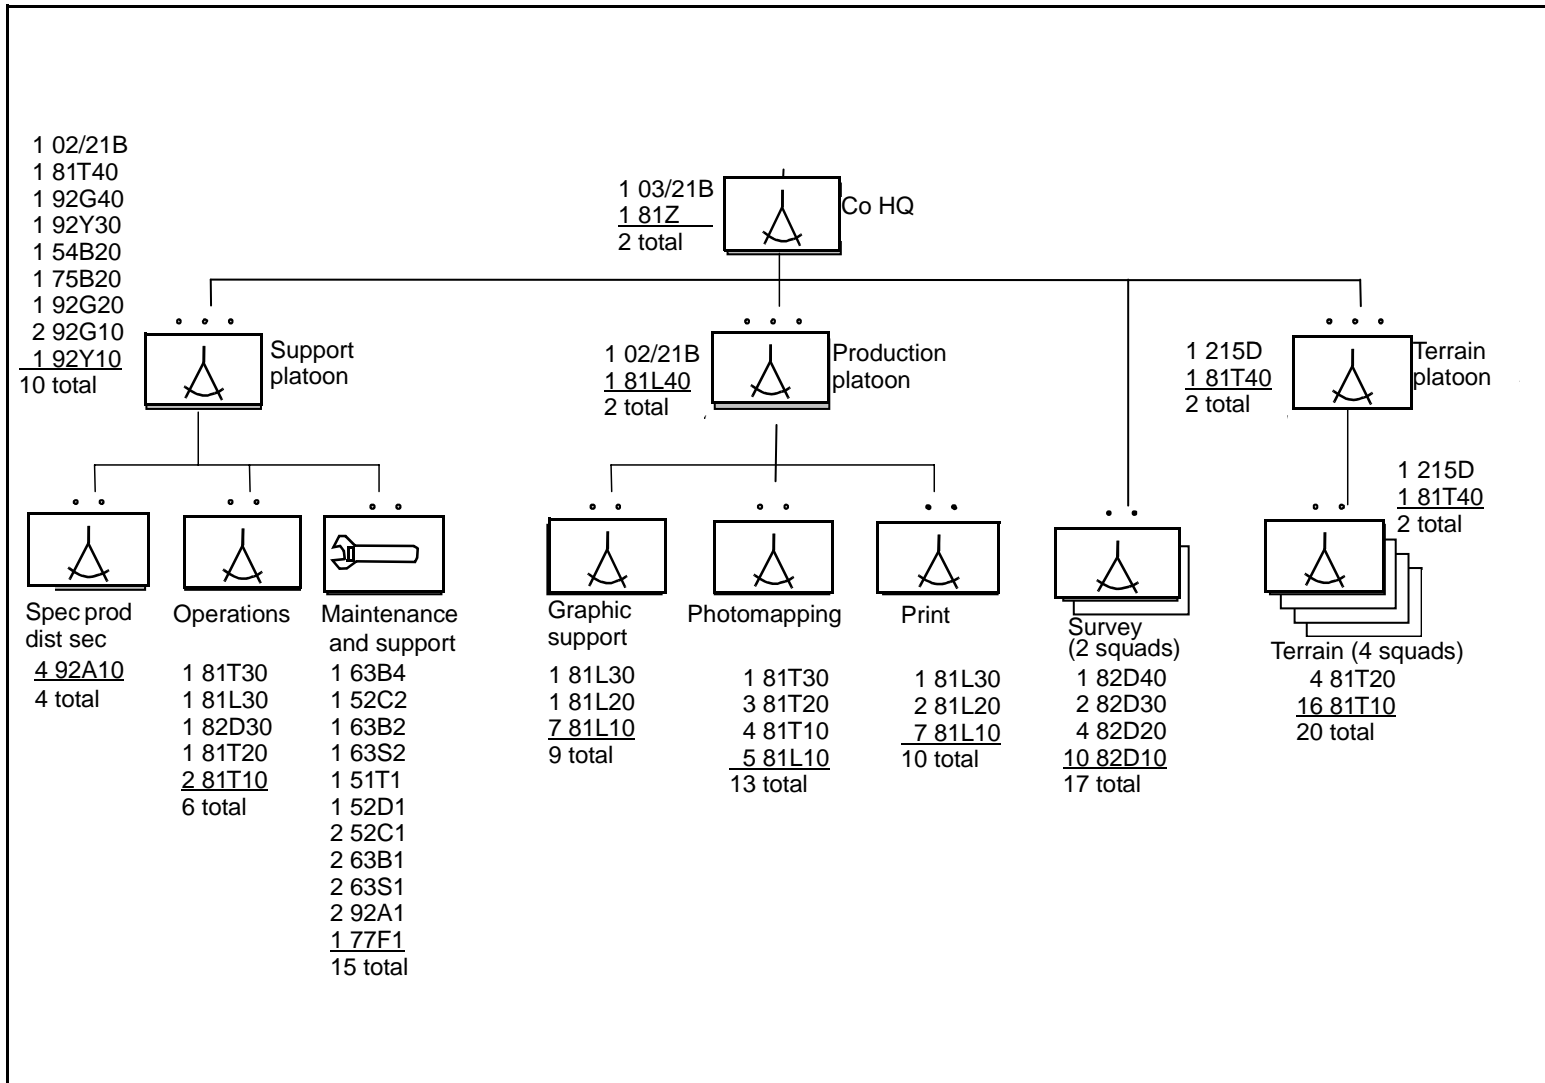 1 02/21B
1 81T40
1 92G40
1 92Y30
1 54B20
1 75B20
1 92G20
2 92G10
1 92Y10
10 total
1 03/21B
1 81Z
2 total
Co HQ
Support
platoon
1 02/21B
1 81L40
2 total
Production
platoon
1 215D
1 81T40
2 total
Terrain
platoon
1 215D
1 81T40
2 total
Spec prod
dist sec
4 92A10
4 total
Operations
1 81T30
1 81L30
1 82D30
1 81T20
2 81T10
6 total
Maintenance
and support
1 63B4
1 52C2
1 63B2
1 63S2
1 51T1
1 52D1
2 52C1
2 63B1
2 63S1
2 92A1
1 77F1
15 total
Graphic
support
1 81L30
1 81L20
7 81L10
9 total
Photomapping
1 81T30
3 81T20
4 81T10
5 81L10
13 total
Print
1 81L30
2 81L20
7 81L10
10 total
Survey
(2 squads)
1 82D40
2 82D30
4 82D20
10 82D10
17 total
Terrain (4 squads)
4 81T20
16 81T10
20 total